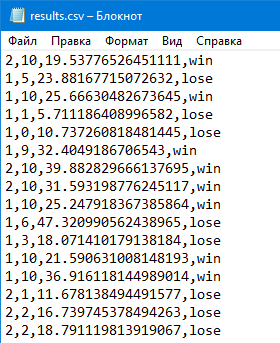 results.csv – Блокнот
Файл Правка Формат Вид Справка
2,10,19.53776526451111,win
1,5,23.88167715072632,lose
1,10,25.66630482673645,win
1,1,5.711186408996582,lose
1,0,10.737260818481445,lose
1,9,32.4049186706543,win
2,10,39.882829666137695,win
2,10,31.593198776245117,win
1,10,25.247918367385864,win
1,6,47.320990562438965,lose
1,3,18.071410179138184,lose
1,10,21.590631008148193,win
1,10,36.916118144989014,win
2,1,11.678138494491577,lose
2,2,16.739745378494263,lose
2,2,18.791119813919067,lose